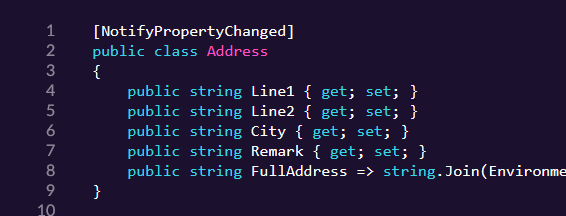 1 [NotifyPropertyChanged]
2 public class Address
3 {
4 public string Line1 { get; set; }
5 public string Line2 { get; set; }
6 public string City { get; set; }
7 public string Remark { get; set; }
8 public string FullAddress => string.Join(Environme
9 }
10